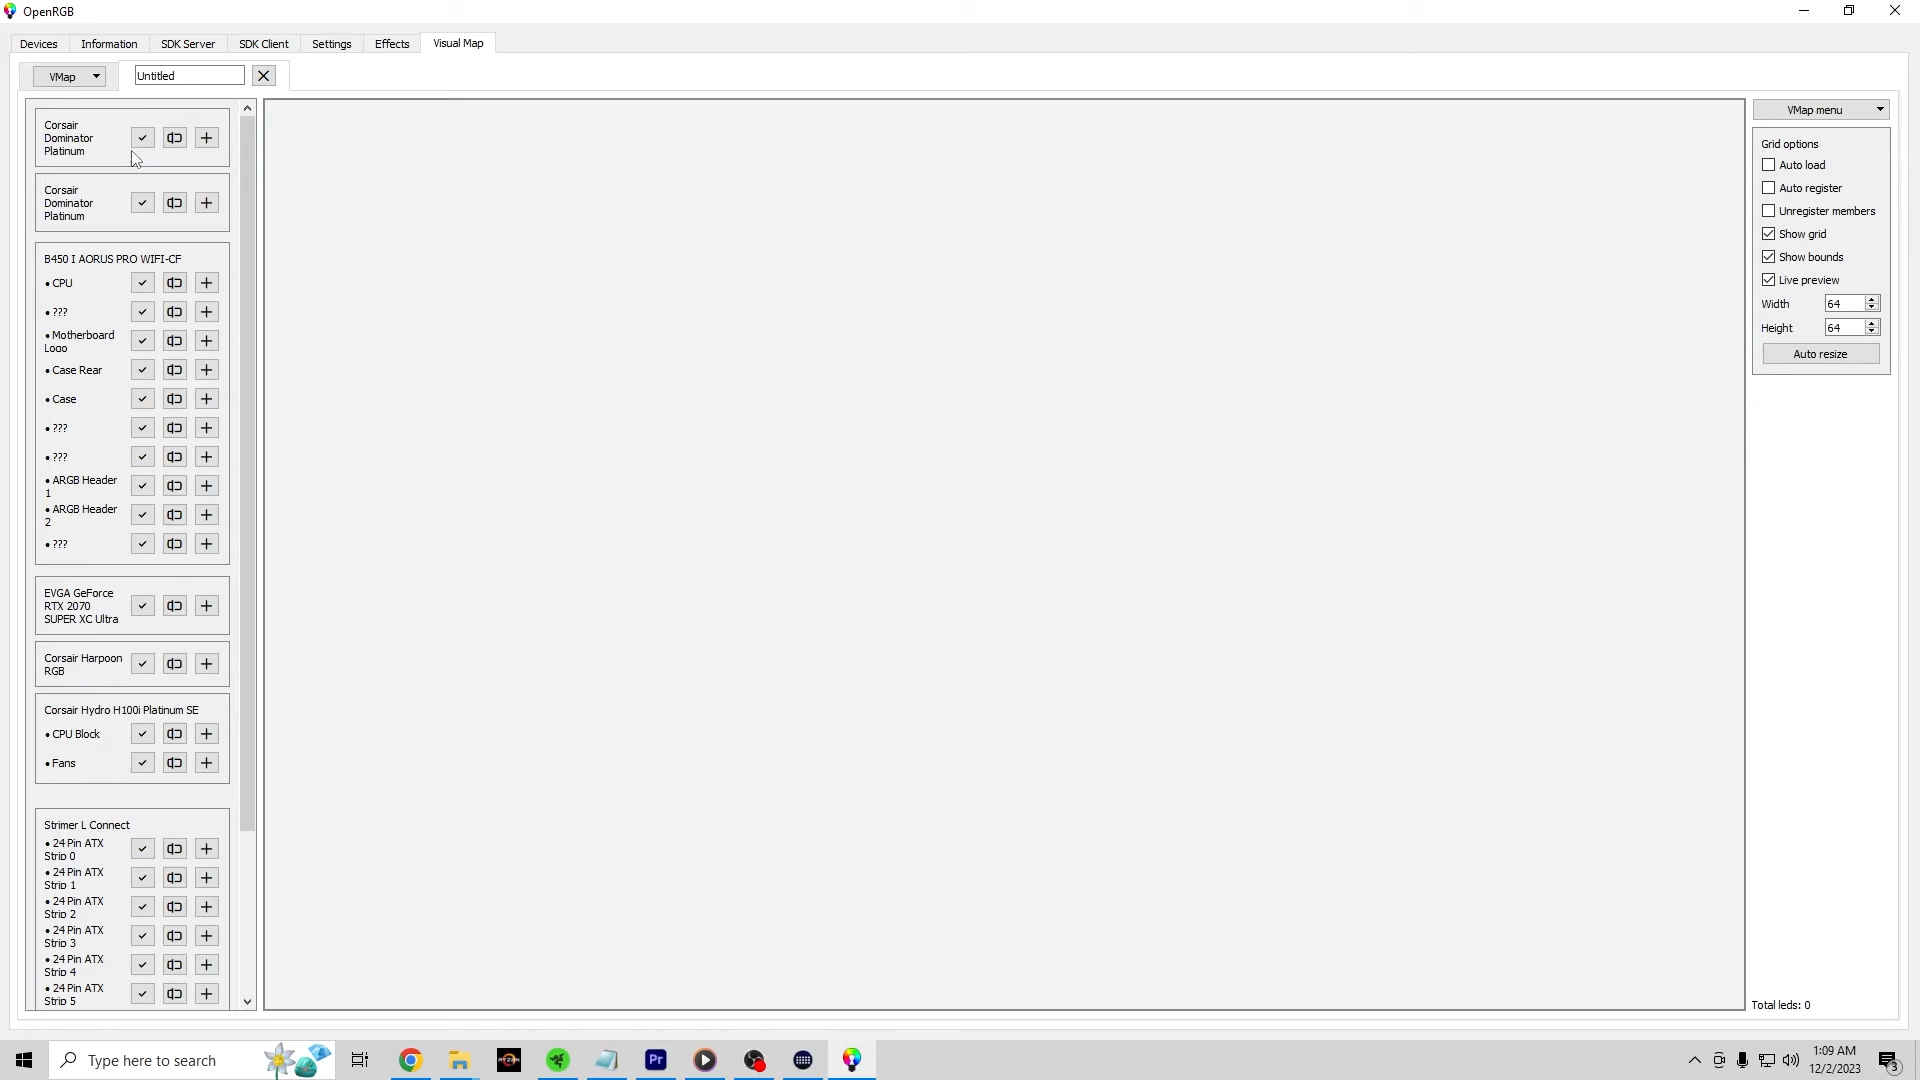 OpenRGB
Devices
Information
SDK Server
SDK Client
Settings
Effects
Visual Map
VMap
Untitled
Corsair
Dominator
Platinum
Corsair
Dominator
Platinum
B450 I AORUS PRO WIFI-CF
• CPU
• ???
• Motherboard
Logo
• Case Rear
• Case
• ???
• ???
• ARGB Header
1
• ARGB Header
2
• ???
EVGA GeForce
RTX 2070
SUPER XC Ultra
Corsair Harpoon
RGB
Corsair Hydro H100i Platinum SE
• CPU Block
• Fans
Strimer L Connect
• 24 Pin ATX
Strip 0
• 24 Pin ATX
Strip 1
• 24 Pin ATX
Strip 2
• 24 Pin ATX
Strip 3
• 24 Pin ATX
Strip 4
• 24 Pin ATX
Strip 5
VMap menu
Grid options
Auto load
Auto register
Unregister members
Show grid
Show bounds
Live preview
Width 64
Height 64
Auto resize
Total leds: 0
Type here to search
RYZEN
Pr
1:09 AM
12/2/2023
3